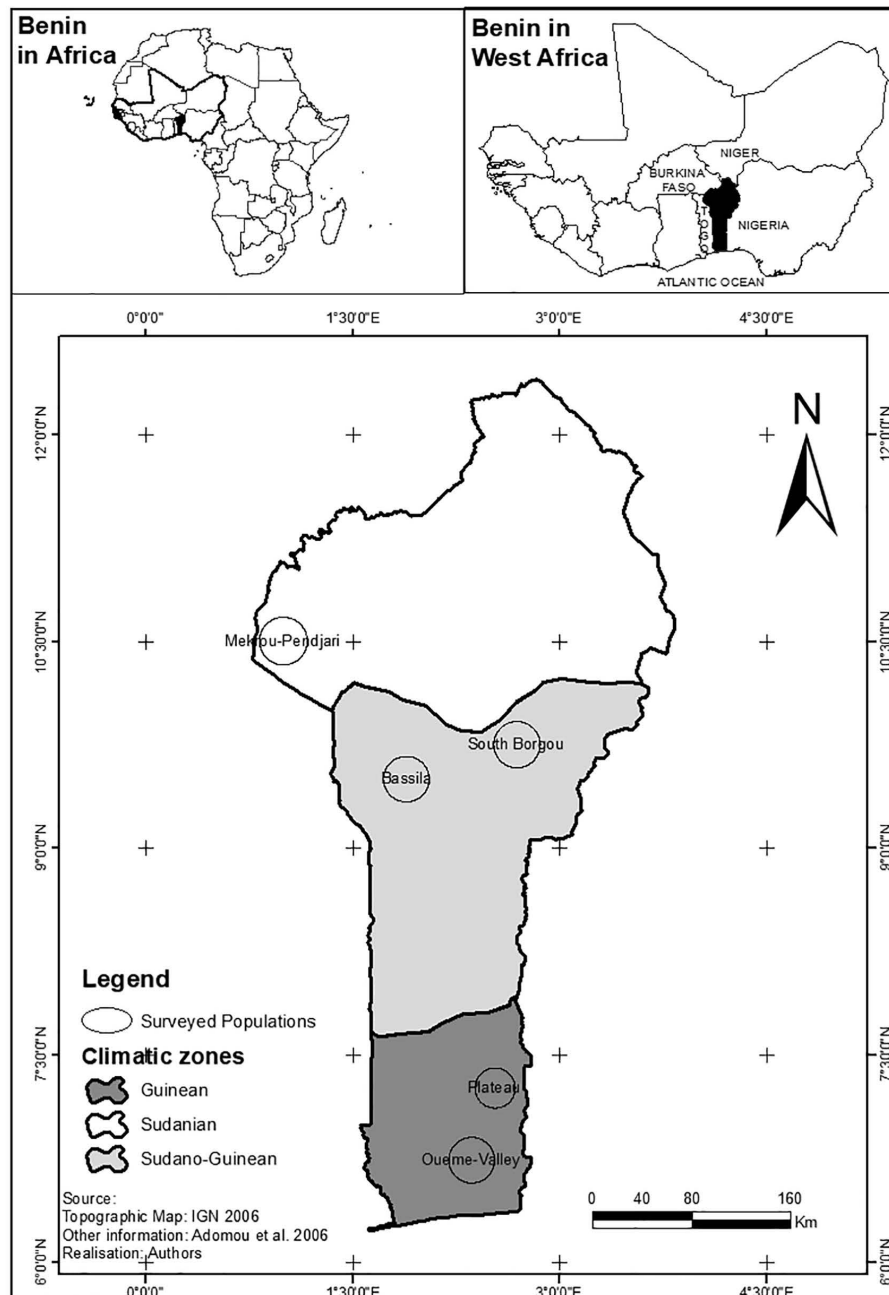 Benin
in Africa
Benin in
West Africa
NIGER
BURKINA
FASO
TOGO
NIGERIA
ATLANTIC OCEAN
0°0'0" 1°30'0"E 3°0'0"E 4°30'0"E
N
12°0'0"N 12°0'0"N
Mekrou-Pendjari
10°30'0"N 10°30'0"N
South Borgou
Bassila
9°0'0"N 9°0'0"N
Legend
Surveyed Populations
Climatic zones
7°30'0"N 7°30'0"N
Guinean
Sudanian
Sudano-Guinean
Plateau
Oueme-Valley
Source:
Topographic Map: IGN 2006
Other information: Adomou et al. 2006
Realisation: Authors
0 40 80 160
Km
6°0'0"N 6°0'0"N
0°0'0" 1°30'0"E 3°0'0"E 4°30'0"E